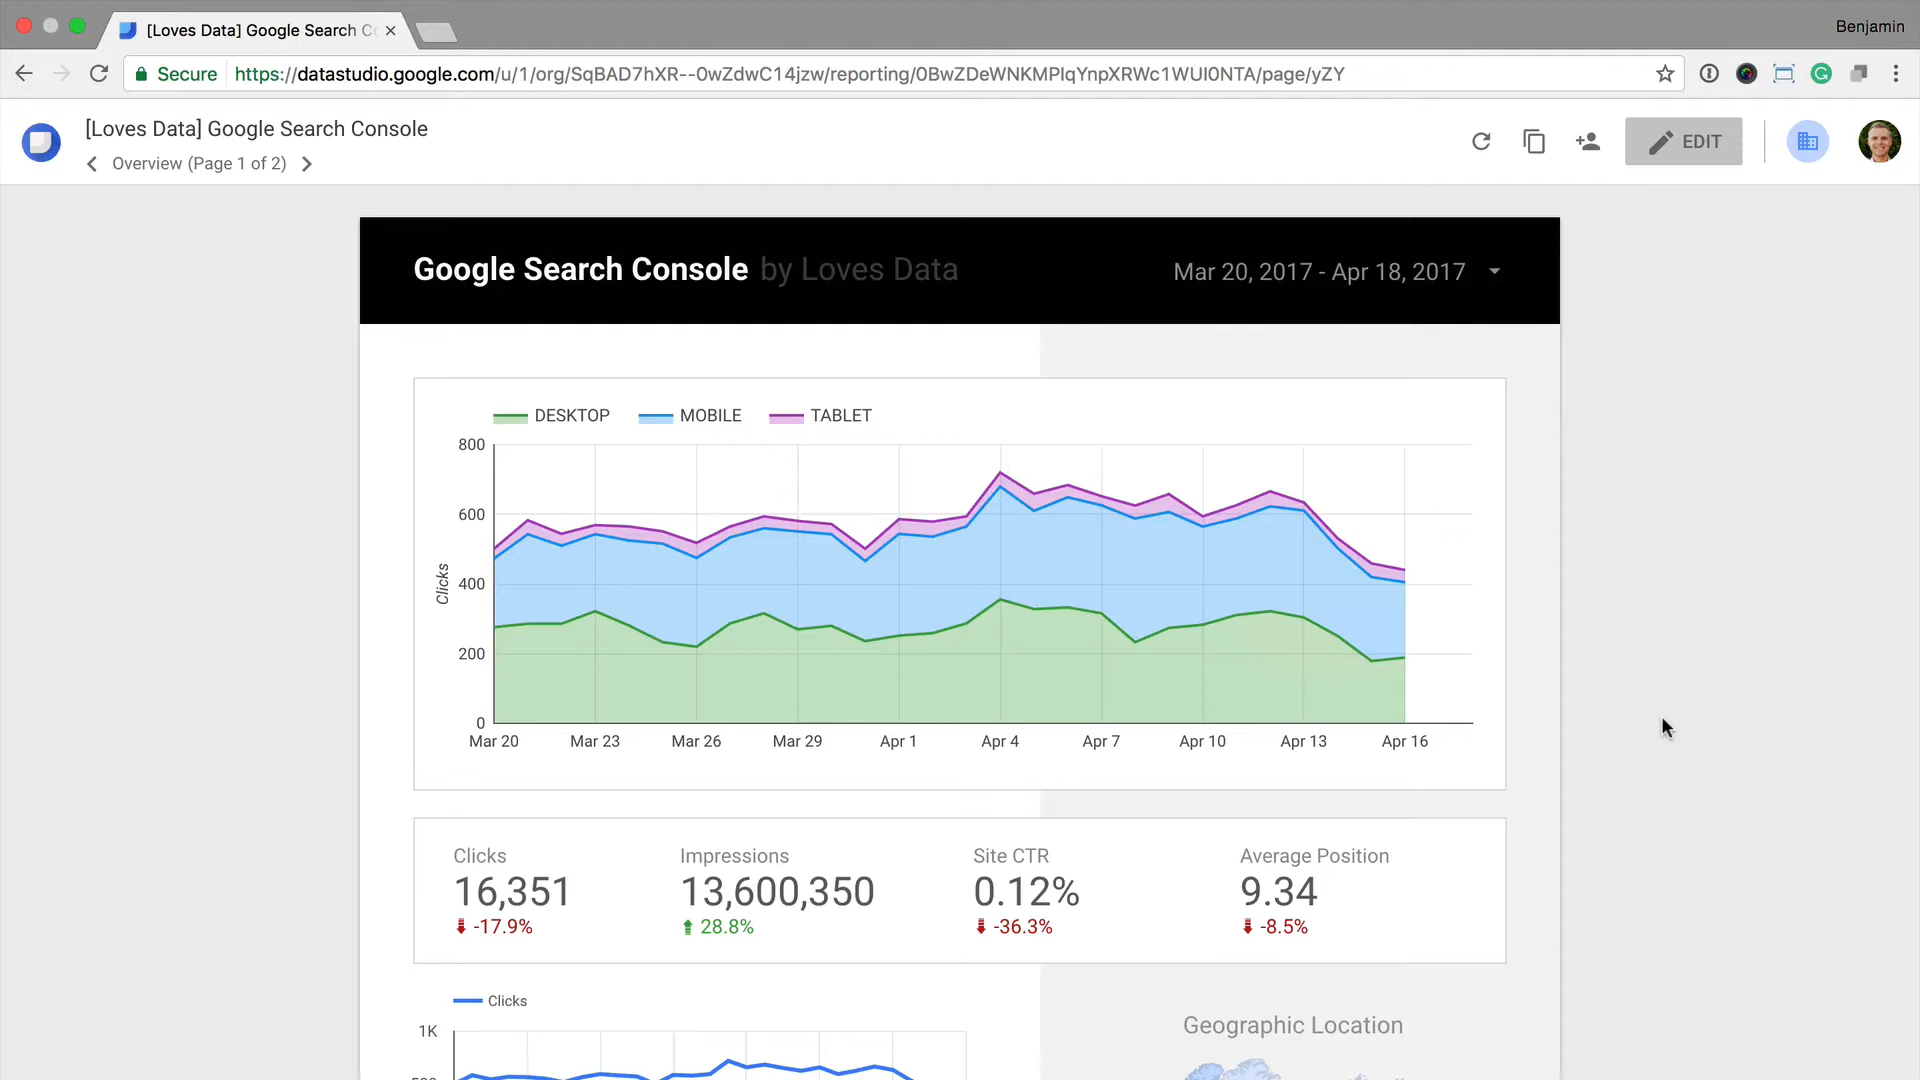 [Loves Data] Google Search Co
Benjamin
Secure https://datastudio.google.com/u/1/org/SqBAD7hXR--0wZdwC14jzw/reporting/0BwZDeWNKMPIqYnpXRWc1WUI0NTA/page/yZY
[Loves Data] Google Search Console
Overview (Page 1 of 2)
EDIT
Google Search Console by Loves Data
Mar 20, 2017 - Apr 18, 2017
DESKTOP MOBILE TABLET
800
600
400
200
0
Clicks
Mar 20 Mar 23 Mar 26 Mar 29 Apr 1 Apr 4 Apr 7 Apr 10 Apr 13 Apr 16
Clicks Impressions Site CTR Average Position
16,351 13,600,350 0.12% 9.34
-17.9% 28.8% -36.3% -8.5%
Clicks
1K
Geographic Location